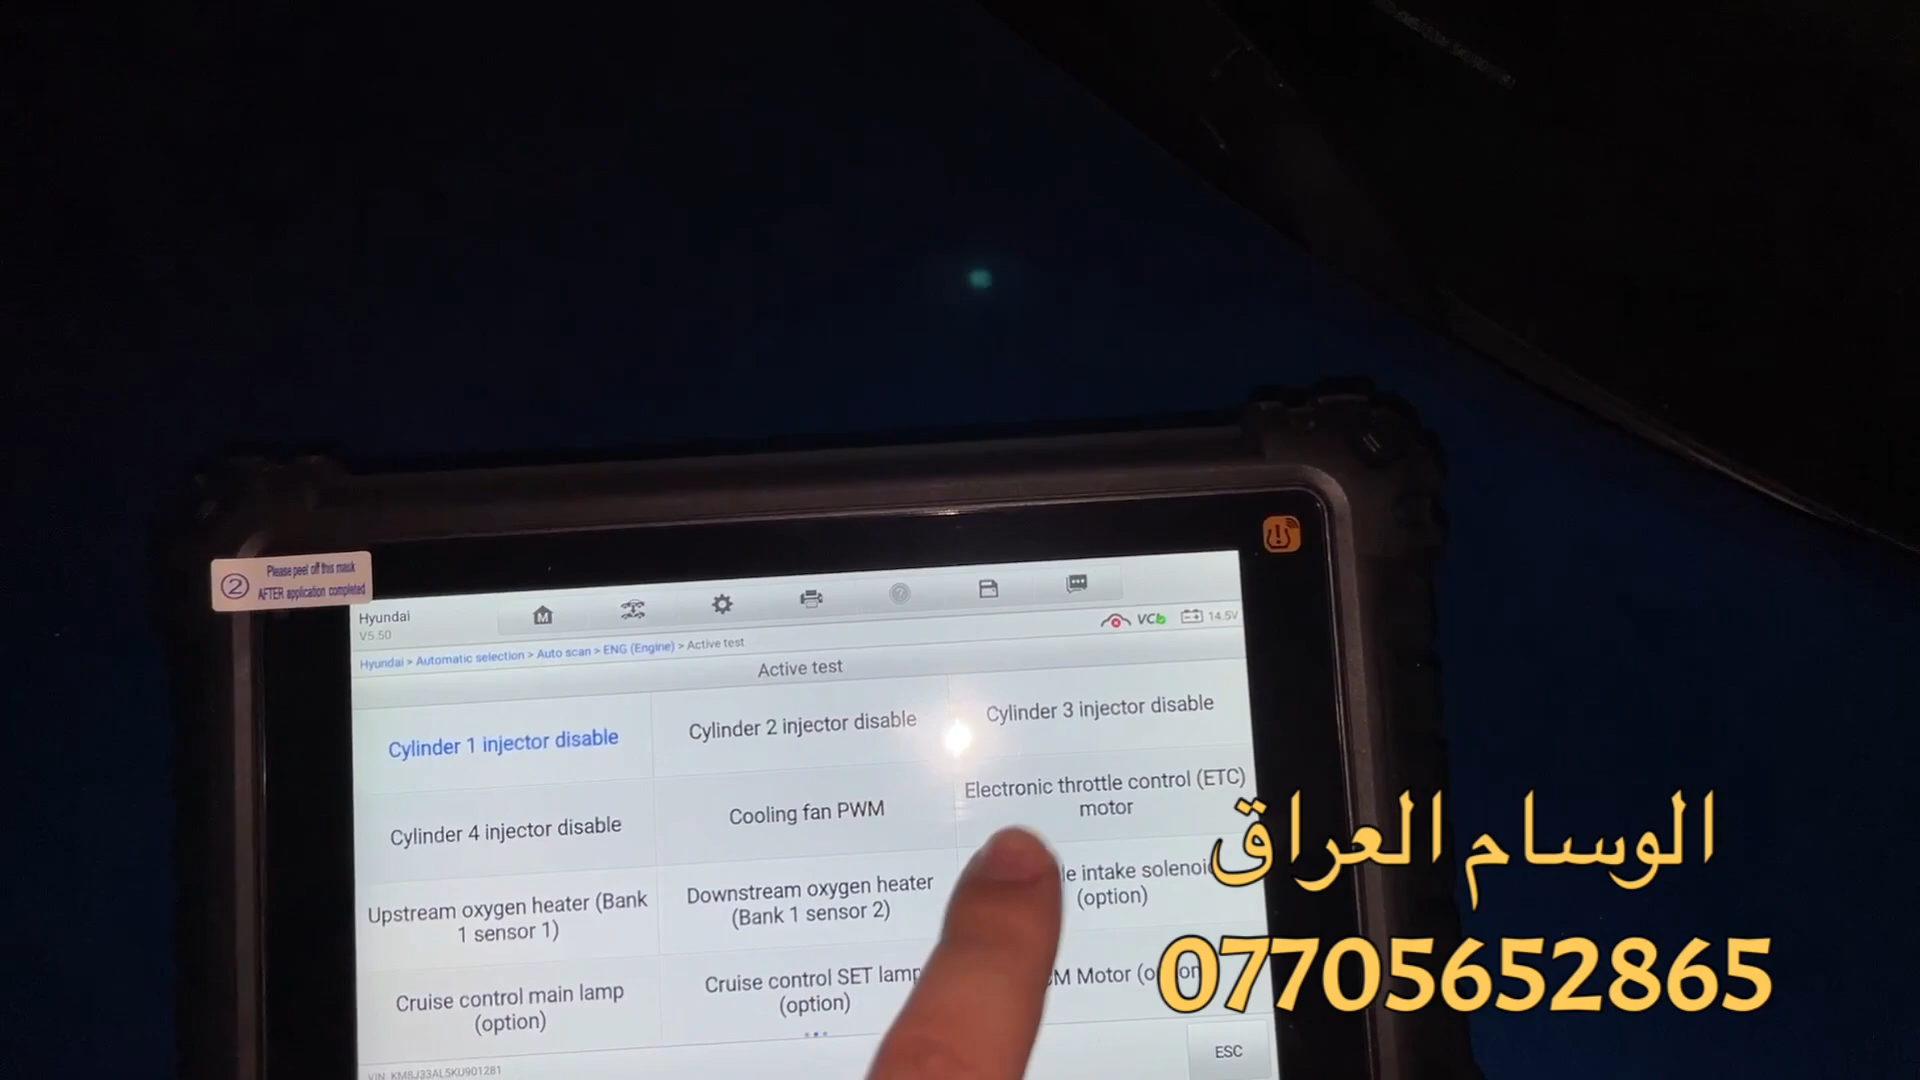 ② Please peel off this mask
AFTER application completed
Hyundai
V5.50
VCI
14.5V
Hyundai > Automatic selection > Auto scan > ENG (Engine) > Active test
Active test
Cylinder 1 injector disable
Cylinder 2 injector disable
Cylinder 3 injector disable
Cylinder 4 injector disable
Cooling fan PWM
Electronic throttle control (ETC)
motor
Upstream oxygen heater (Bank
1 sensor 1)
Downstream oxygen heater
(Bank 1 sensor 2)
intake
(option)
Cruise control main lamp
(option)
Cruise control SET lamp
(option)
Motor
ESC
VIN KM8J33AL5KU901281
الوسام العراق
07705652865